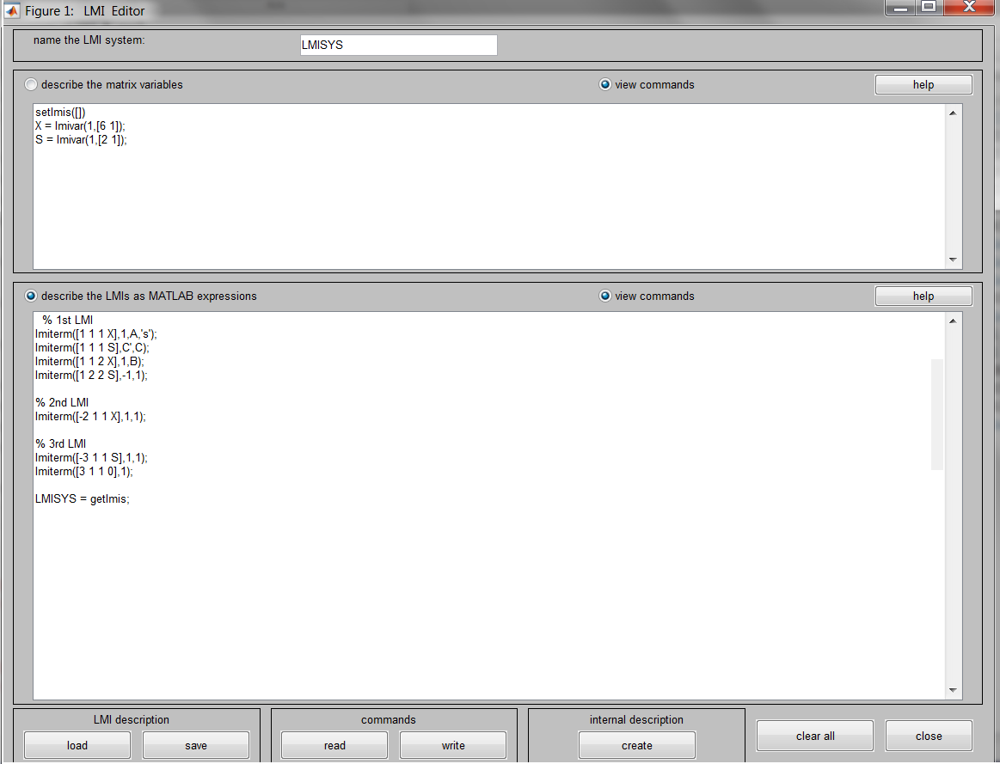 Figure 1: LMI Editor
name the LMI system:
LMISYS
describe the matrix variables
view commands
help
setlmis([])
X = lmivar(1,[6 1]);
S = lmivar(1,[2 1]);
describe the LMIs as MATLAB expressions
view commands
help
% 1st LMI
lmiterm([1 1 1 X],1,A,'s');
lmiterm([1 1 1 S],C',C);
lmiterm([1 1 2 X],1,B);
lmiterm([1 2 2 S],-1,1);
% 2nd LMI
lmiterm([-2 1 1 X],1,1);
% 3rd LMI
lmiterm([-3 1 1 S],1,1);
lmiterm([3 1 1 0],1);
LMISYS = getlmis;
LMI description
load
save
commands
read
write
internal description
create
clear all
close